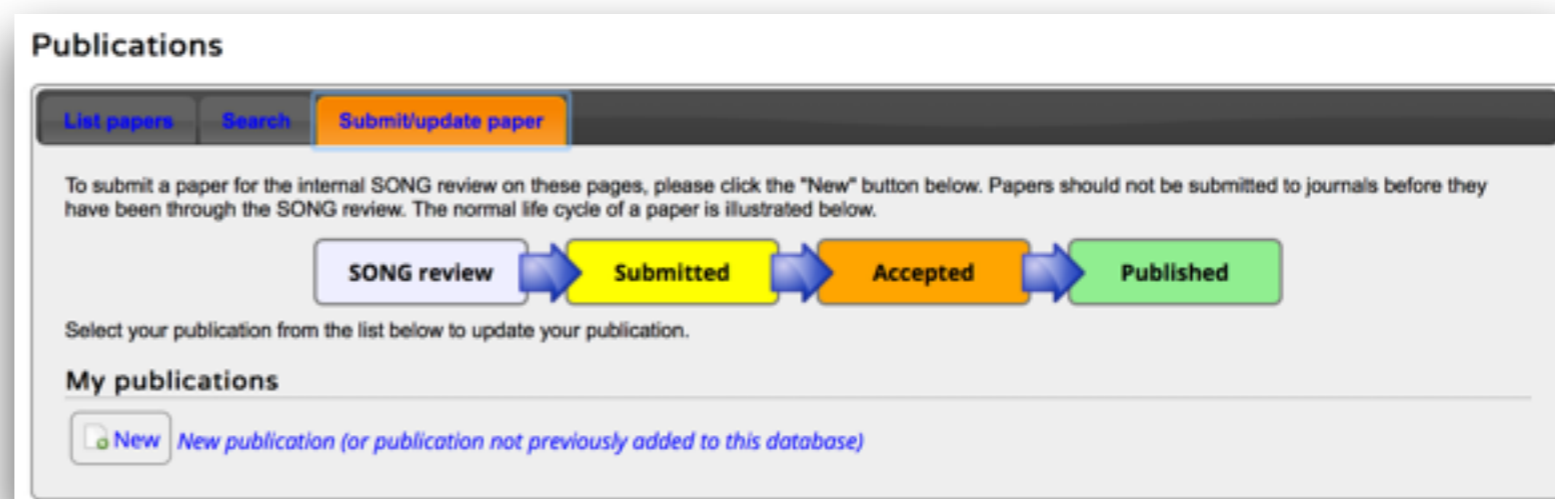 Publications
List papers Search Submit/update paper
To submit a paper for the internal SONG review on these pages, please click the "New" button below. Papers should not be submitted to journals before they
have been through the SONG review. The normal life cycle of a paper is illustrated below.
SONG review Submitted Accepted Published
Select your publication from the list below to update your publication.
My publications
New New publication (or publication not previously added to this database)